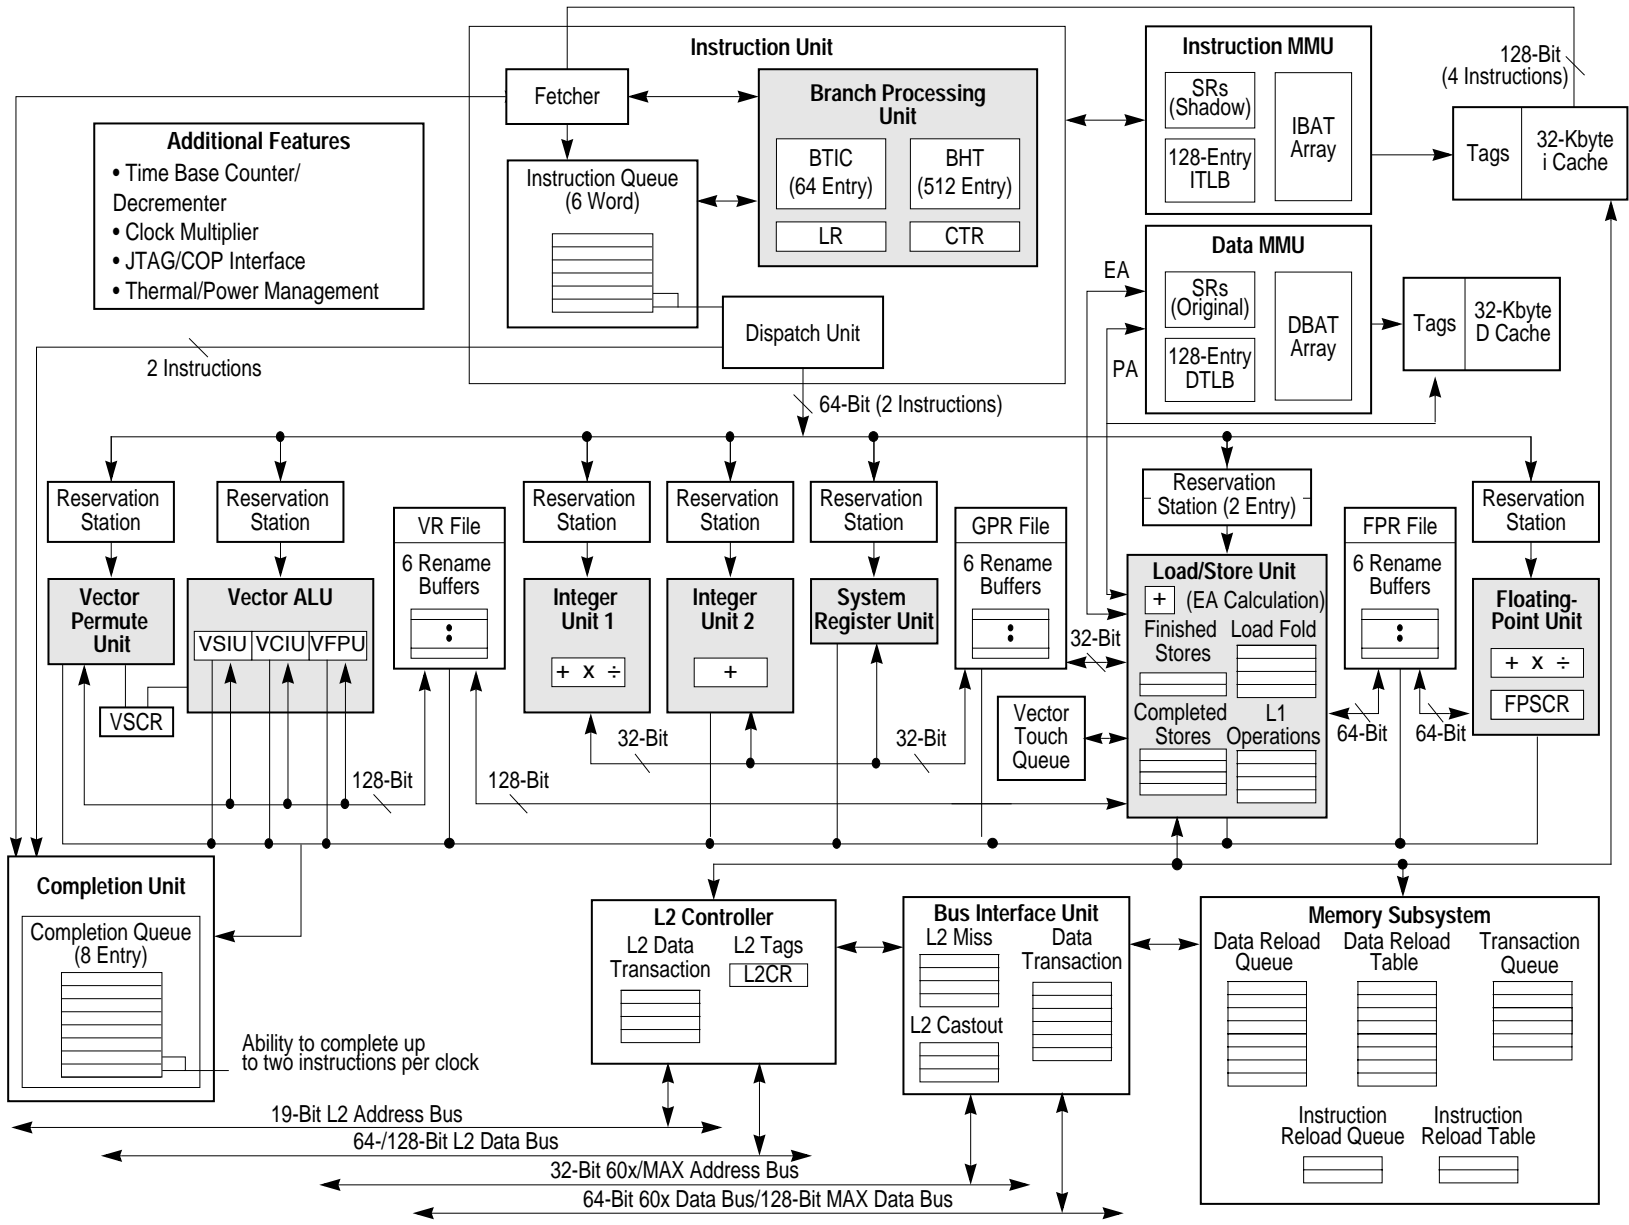 Instruction Unit
Fetcher
Branch Processing
Unit
BTIC
(64 Entry)
BHT
(512 Entry)
LR
CTR
Instruction Queue
(6 Word)
Dispatch Unit
Additional Features
• Time Base Counter/
Decrementer
• Clock Multiplier
• JTAG/COP Interface
• Thermal/Power Management
2 Instructions
64-Bit (2 Instructions)
Instruction MMU
SRs
(Shadow)
128-Entry
ITLB
IBAT
Array
128-Bit
(4 Instructions)
Tags
32-Kbyte
i Cache
Data MMU
EA
PA
SRs
(Original)
128-Entry
DTLB
DBAT
Array
Tags
32-Kbyte
D Cache
Reservation
Station
Reservation
Station
Reservation
Station
Reservation
Station
Reservation
Station
Reservation
Station (2 Entry)
Reservation
Station
Vector
Permute
Unit
VSCR
Vector ALU
VSIU
VCIU
VFPU
VR File
6 Rename
Buffers
Integer
Unit 1
+ x ÷
Integer
Unit 2
+
System
Register Unit
GPR File
6 Rename
Buffers
32-Bit
Load/Store Unit
+
(EA Calculation)
Finished
Stores
Load Fold
Completed
Stores
L1
Operations
Vector
Touch
Queue
FPR File
6 Rename
Buffers
Floating-
Point Unit
+ x ÷
FPSCR
64-Bit
64-Bit
128-Bit
128-Bit
32-Bit
32-Bit
Completion Unit
Completion Queue
(8 Entry)
Ability to complete up
to two instructions per clock
L2 Controller
L2 Data
Transaction
L2 Tags
L2CR
Bus Interface Unit
L2 Miss
Data
Transaction
L2 Castout
Memory Subsystem
Data Reload
Queue
Data Reload
Table
Transaction
Queue
Instruction
Reload Queue
Instruction
Reload Table
19-Bit L2 Address Bus
64-/128-Bit L2 Data Bus
32-Bit 60x/MAX Address Bus
64-Bit 60x Data Bus/128-Bit MAX Data Bus